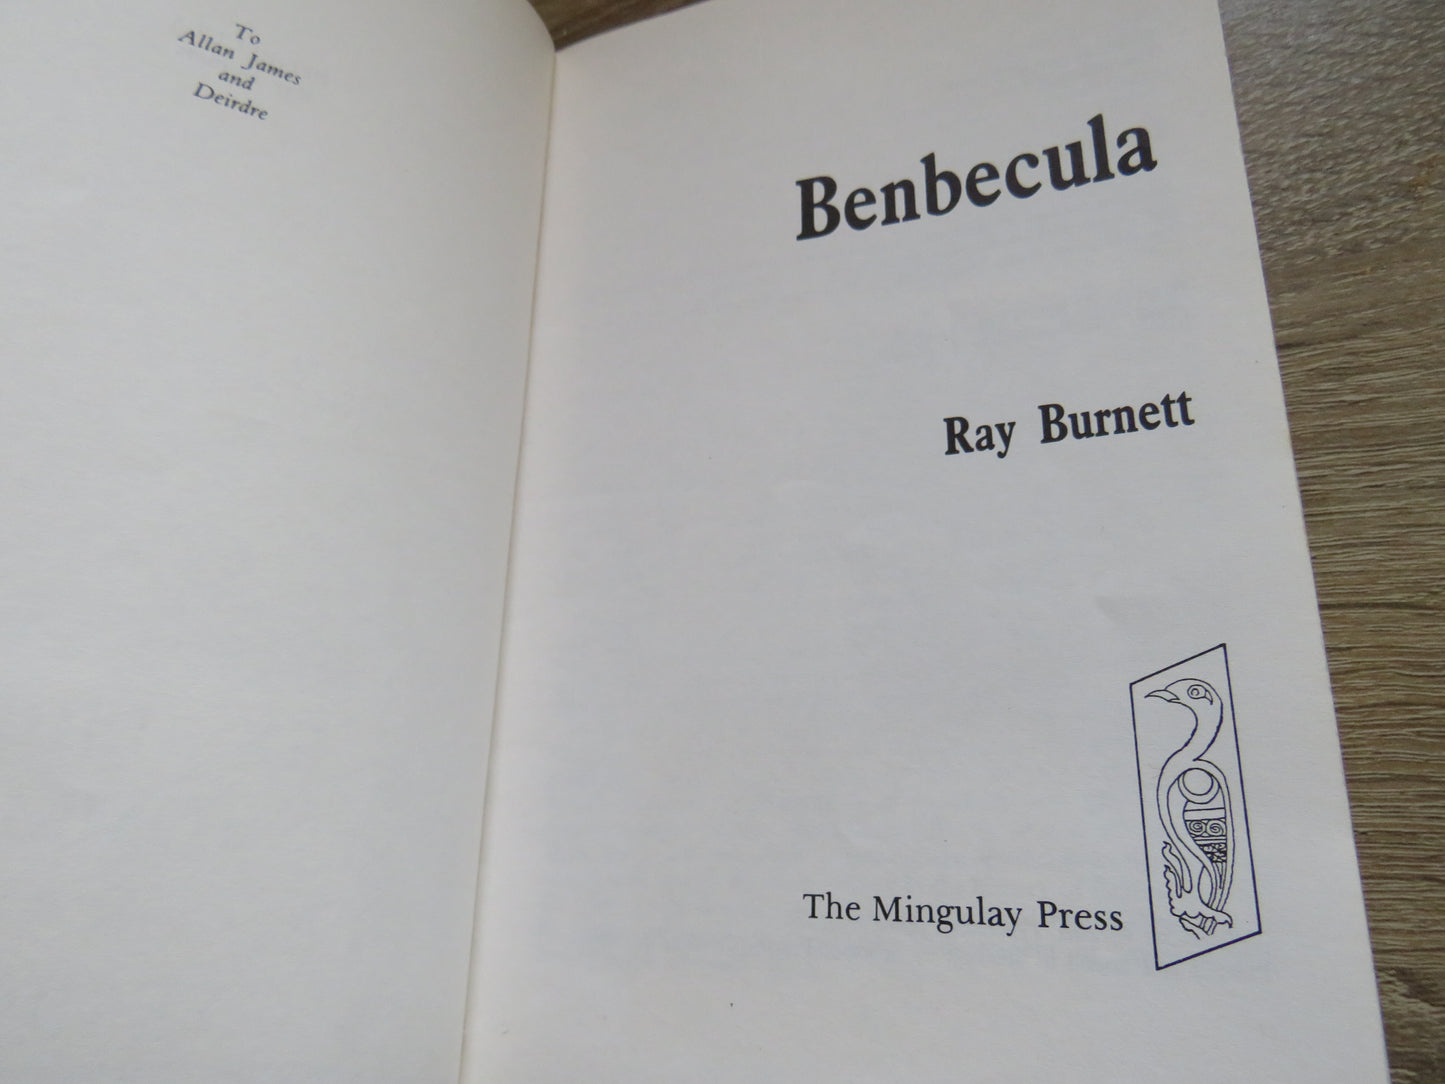 To
Allan James
and
Deirdre
Benbecula
Ray Burnett
The Mingulay Press